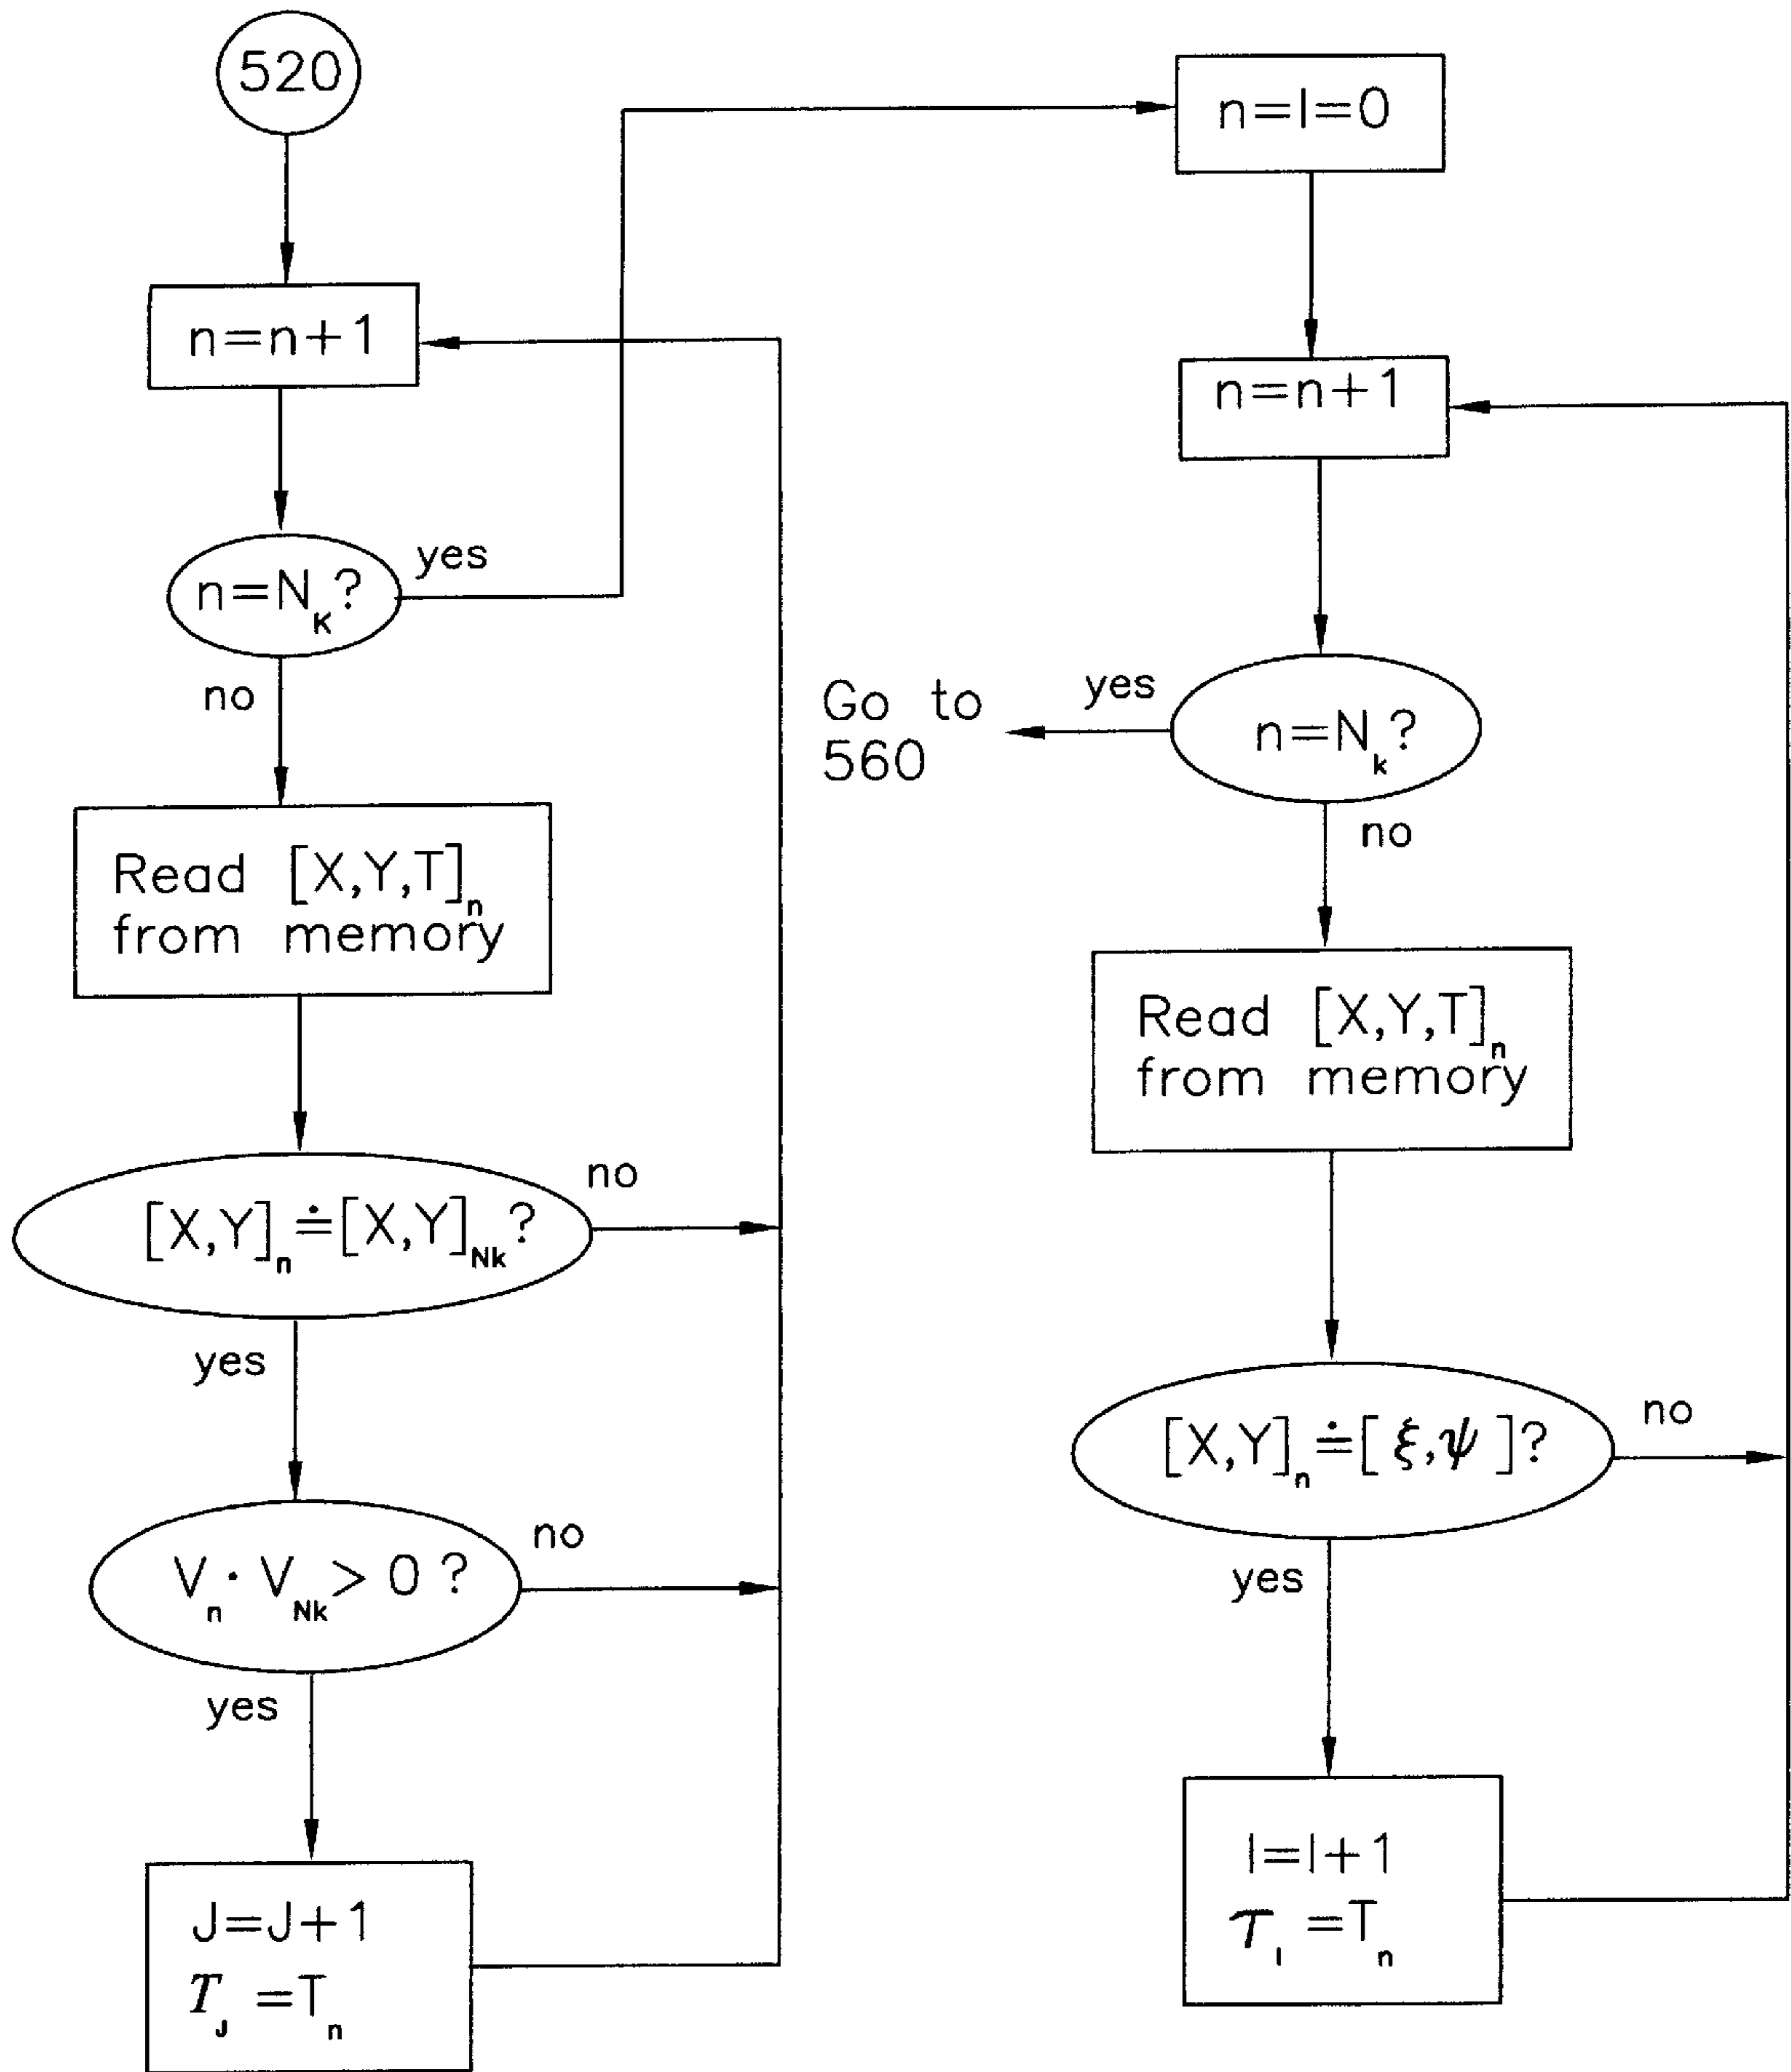 520
n=n+1
n=N_K?
yes
no
Read [X,Y,T]_n
from memory
[X,Y]_n≐[X,Y]_Nk?
no
yes
V_n·V_Nk>0?
no
yes
J=J+1
T_J=T_n
n=I=0
n=n+1
n=N_k?
yes
Go to
560
no
Read [X,Y,T]_n
from memory
[X,Y]_n≐[ξ,ψ]?
no
yes
I=I+1
τ_I=T_n